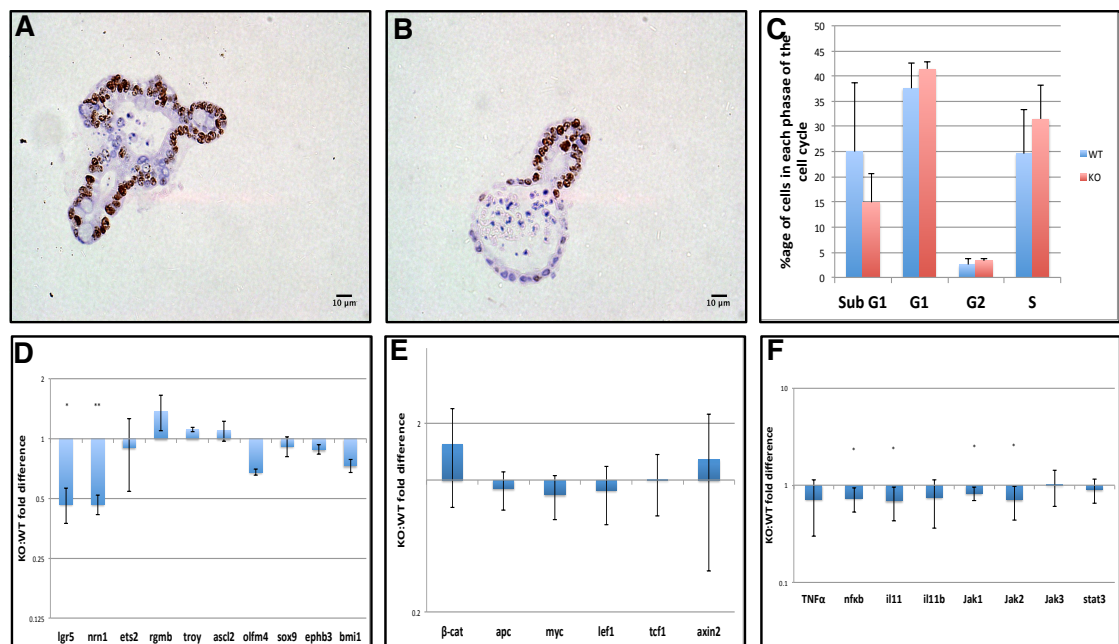 A
10 µm
B
10 µm
C
%age of cells in each phasae of the
cell cycle
50
45
40
35
30
25
20
15
10
5
0
Sub G1 G1 G2 S
WT
KO
D
KO:WT fold difference
2
1
0.5
0.25
0.125
* **
lgr5 nrn1 ets2 rgmb troy ascl2 olfm4 sox9 ephb3 bmi1
E
KO:WT fold difference
2
0.2
β-cat apc myc lef1 tcf1 axin2
F
KO:WT fold difference
10
1
0.1
* * * *
TNFα nfκb il11 il11b Jak1 Jak2 Jak3 stat3